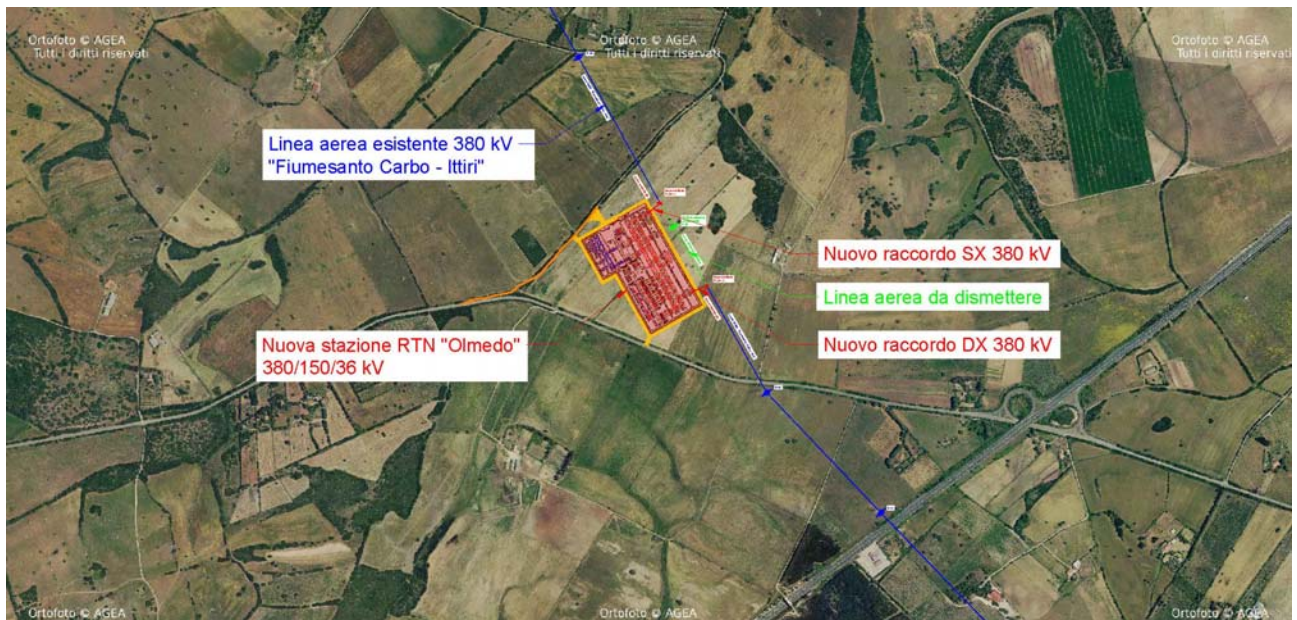 Ortofoto © AGEA
Tutti i diritti riservati
Ortofoto © AGEA
Tutti i diritti riservati
Ortofoto © AGEA
Tutti i diritti riservati
Linea aerea esistente 380 kV
"Fiumesanto Carbo - Ittiri"
Nuovo raccordo SX 380 kV
Linea aerea da dismettere
Nuova stazione RTN "Olmedo"
380/150/36 kV
Nuovo raccordo DX 380 kV
Ortofoto © AGEA
Ortofoto © AGEA
Ortofoto © AGEA